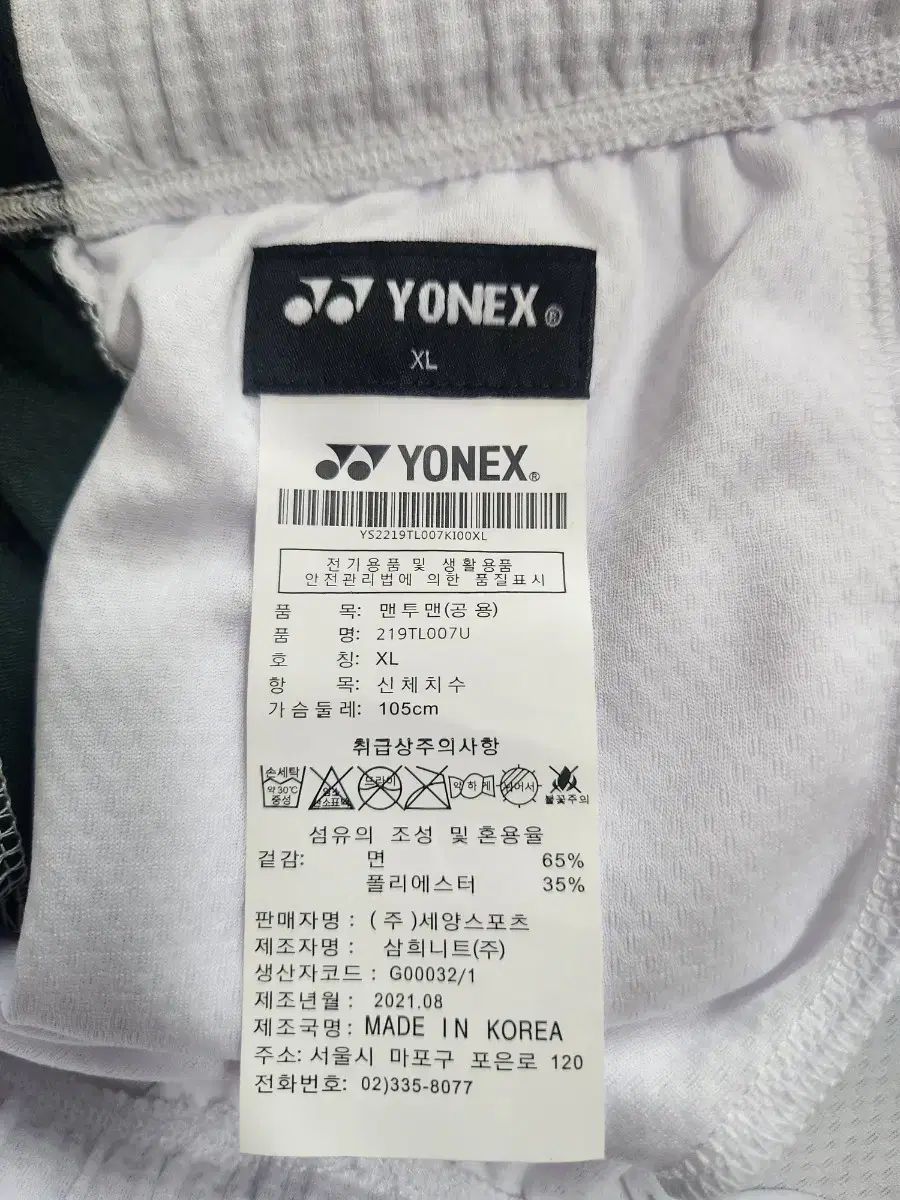 YONEX®
XL
YONEX®
YS2219TL007KI00XL
전기용품 및 생활용품
안전관리법에 의한 품질표시
품 목: 맨투맨(공용)
품 명: 219TL007U
호 칭: XL
항 목: 신체치수
가슴둘레: 105cm
취급상주의사항
손세탁 약30℃ 중성 염소표백 드라이 약하게 뉘어서 불꽃주의
섬유의 조성 및 혼용율
겉감: 면 65%
폴리에스터 35%
판매자명 : (주)세양스포츠
제조자명 : 삼희니트(주)
생산자코드 : G00032/1
제조년월 : 2021.08
제조국명: MADE IN KOREA
주소: 서울시 마포구 포은로 120
전화번호: 02)335-8077